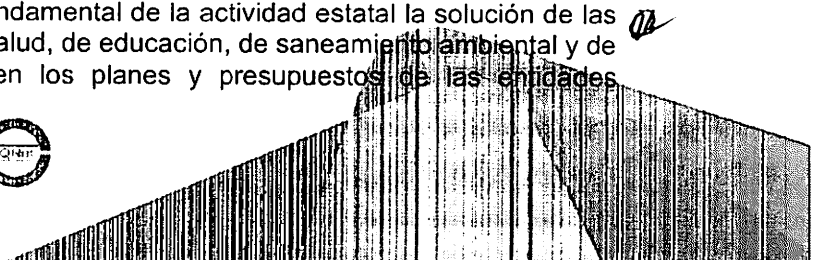 ndamental de la actividad estatal la solución de las
alud, de educación, de saneamiento ambiental y de
en los planes y presupuestos de las entidades